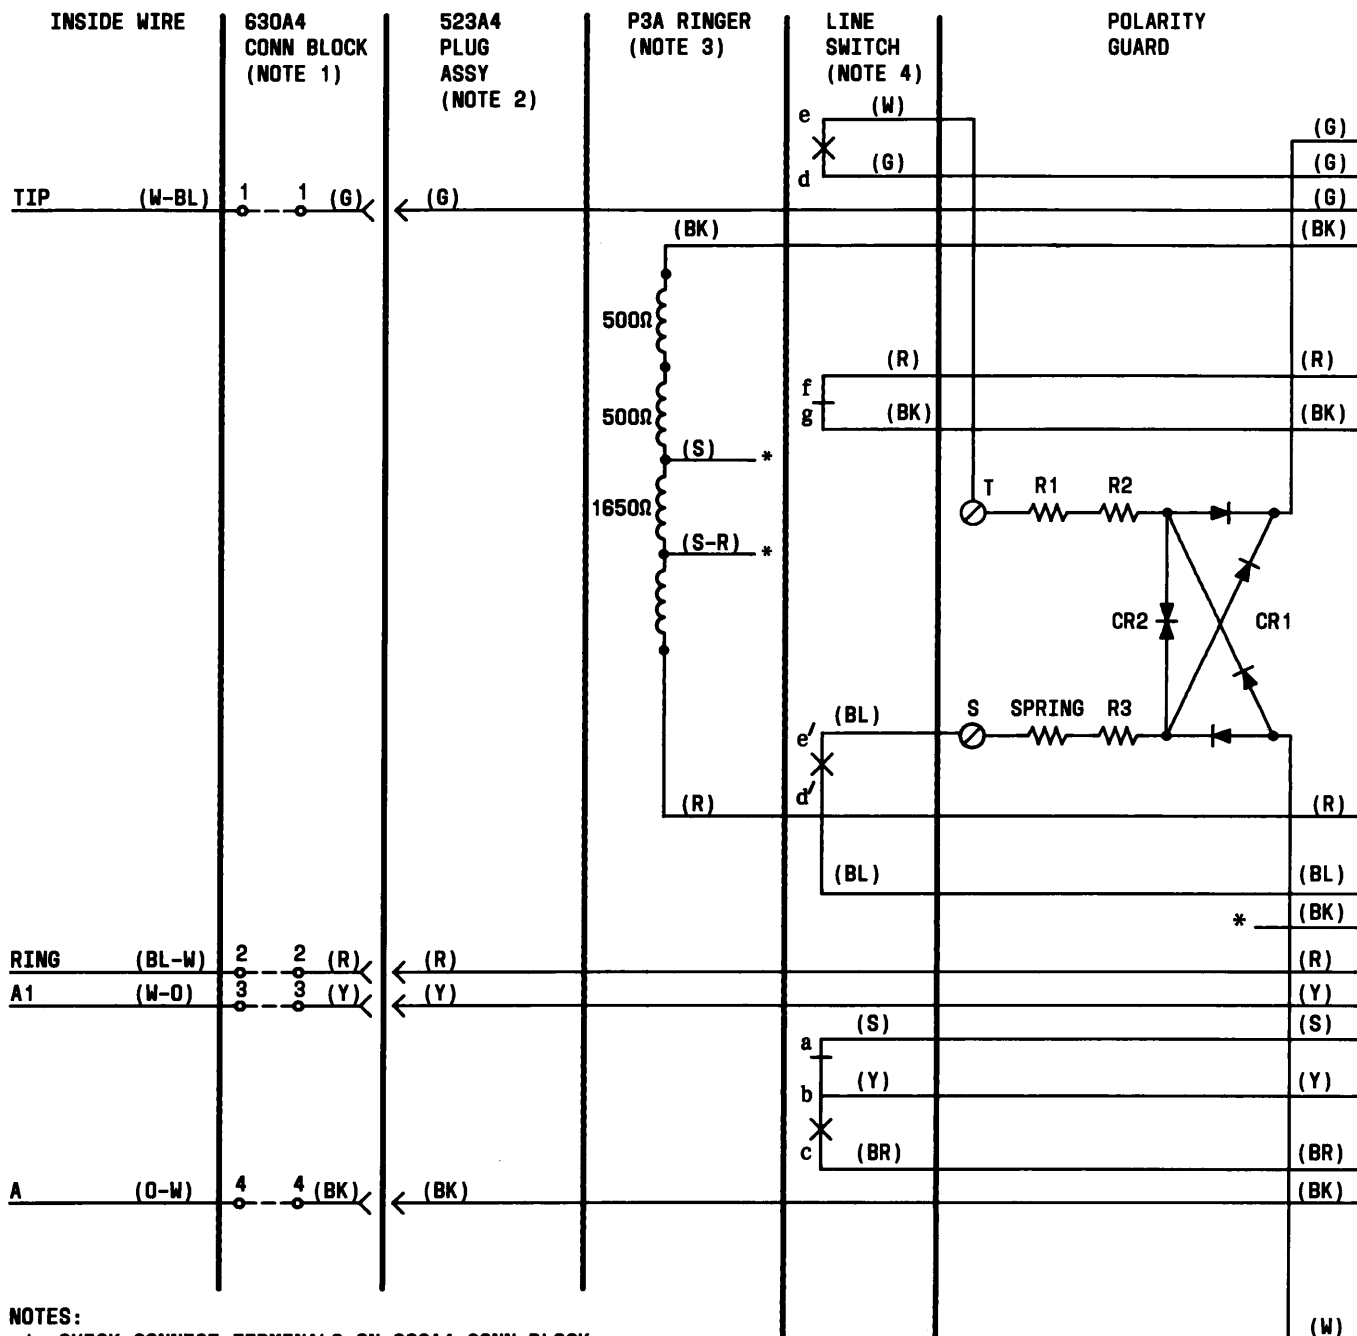 INSIDE WIRE
630A4
CONN BLOCK
(NOTE 1)
523A4
PLUG
ASSY
(NOTE 2)
P3A RINGER
(NOTE 3)
LINE
SWITCH
(NOTE 4)
POLARITY
GUARD
e (W)
(G)
d (G) (G)
TIP (W-BL) 1 1 (G) (G) (G)
(BK) (BK)
500Ω
(R) (R)
f
g (BK) (BK)
500Ω
(S) *
T R1 R2
1650Ω
(S-R) *
CR2 CR1
S SPRING R3
e' (BL)
d'
(R) (R)
(BL) (BL)
* (BK)
RING (BL-W) 2 2 (R) (R) (R)
A1 (W-O) 3 3 (Y) (Y) (Y)
a (S) (S)
b (Y) (Y)
c (BR) (BR)
A (O-W) 4 4 (BK) (BK) (BK)
NOTES:
(W)